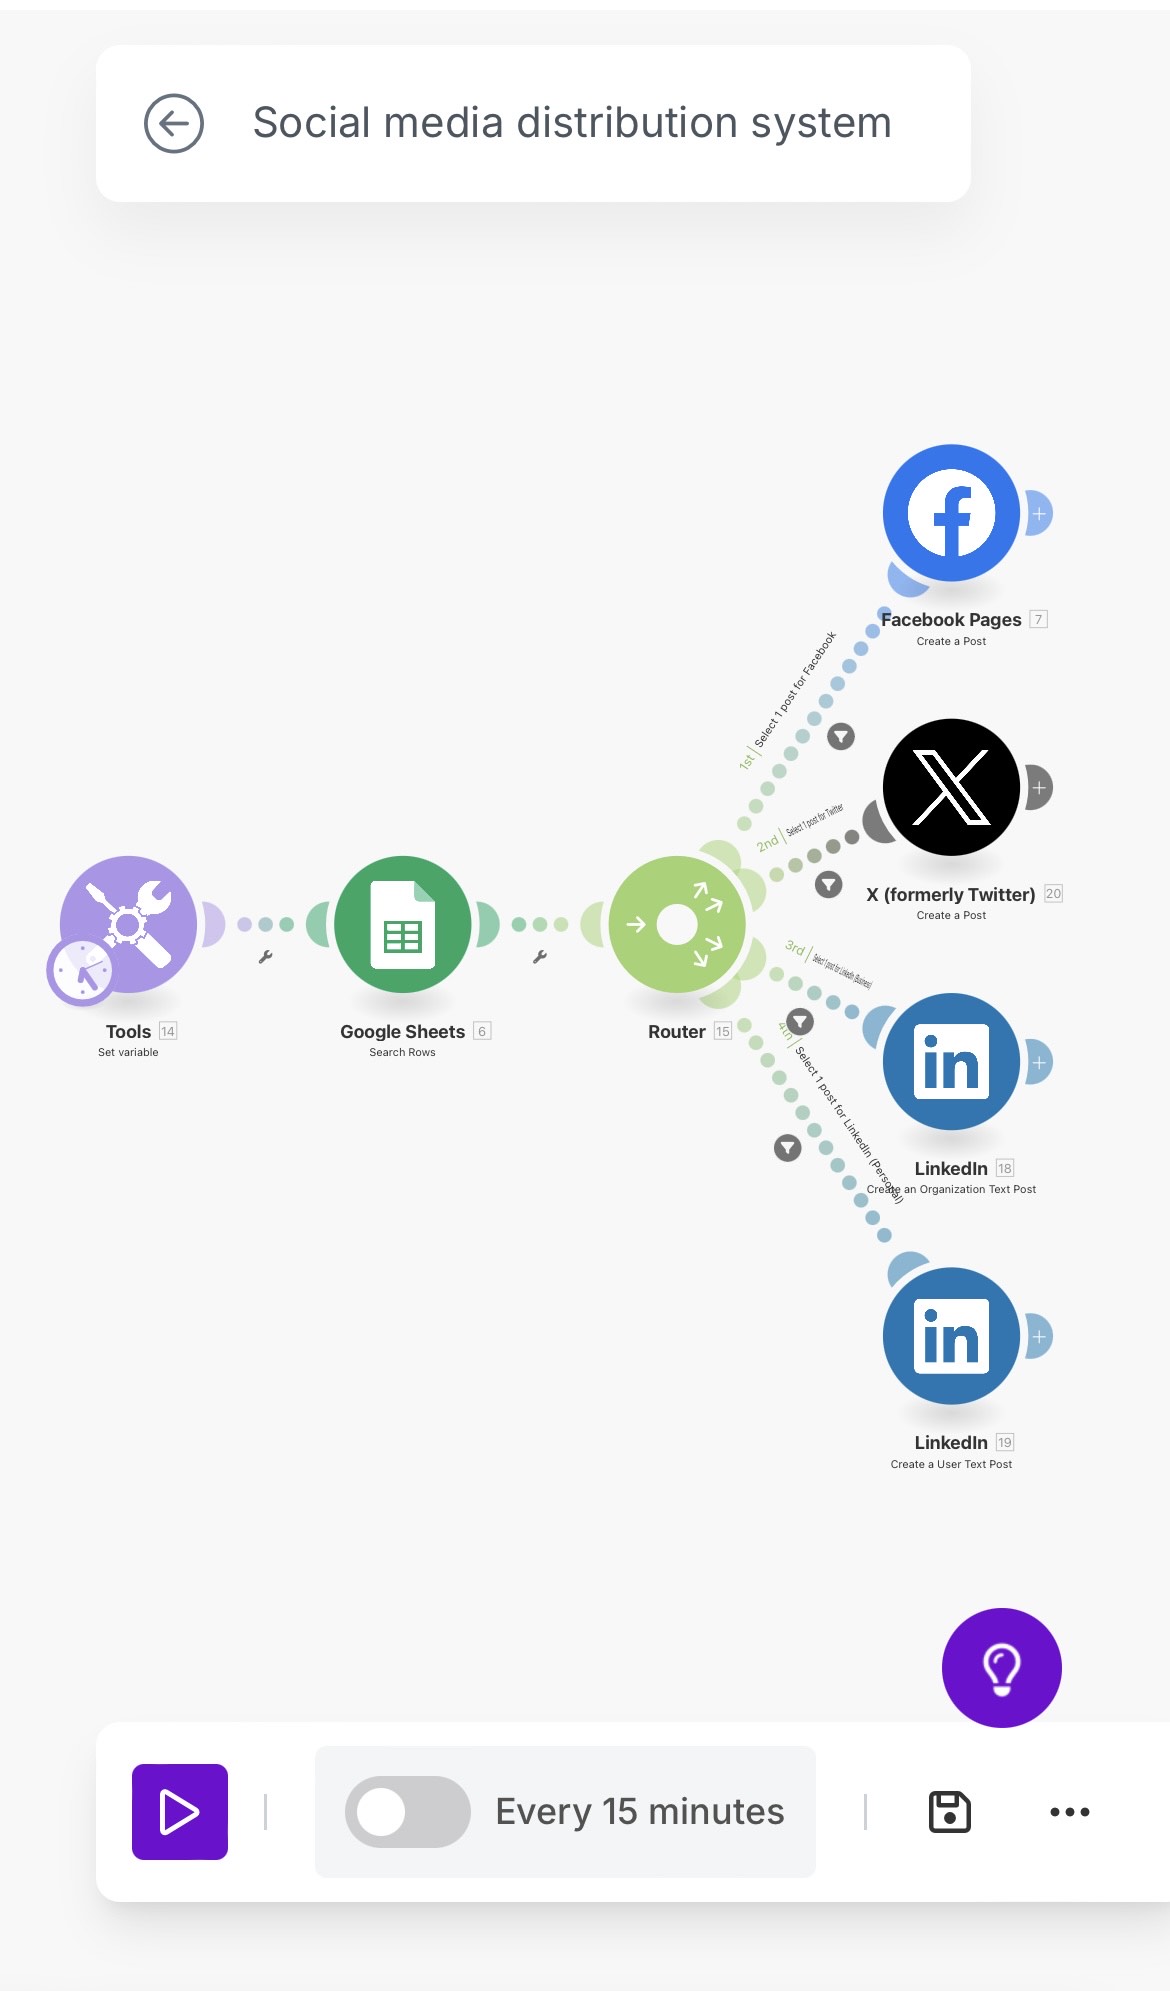 Social media distribution system
Facebook Pages 7
Create a Post
1st | Select 1 post for Facebook
X (formerly Twitter) 20
Create a Post
2nd | Select 1 post for Twitter
3rd | Select 1 post for LinkedIn (Business)
Tools 14
Set variable
Google Sheets 6
Search Rows
Router 15
4th | Select 1 post for LinkedIn (Personal)
LinkedIn 18
Create an Organization Text Post
LinkedIn 19
Create a User Text Post
Every 15 minutes